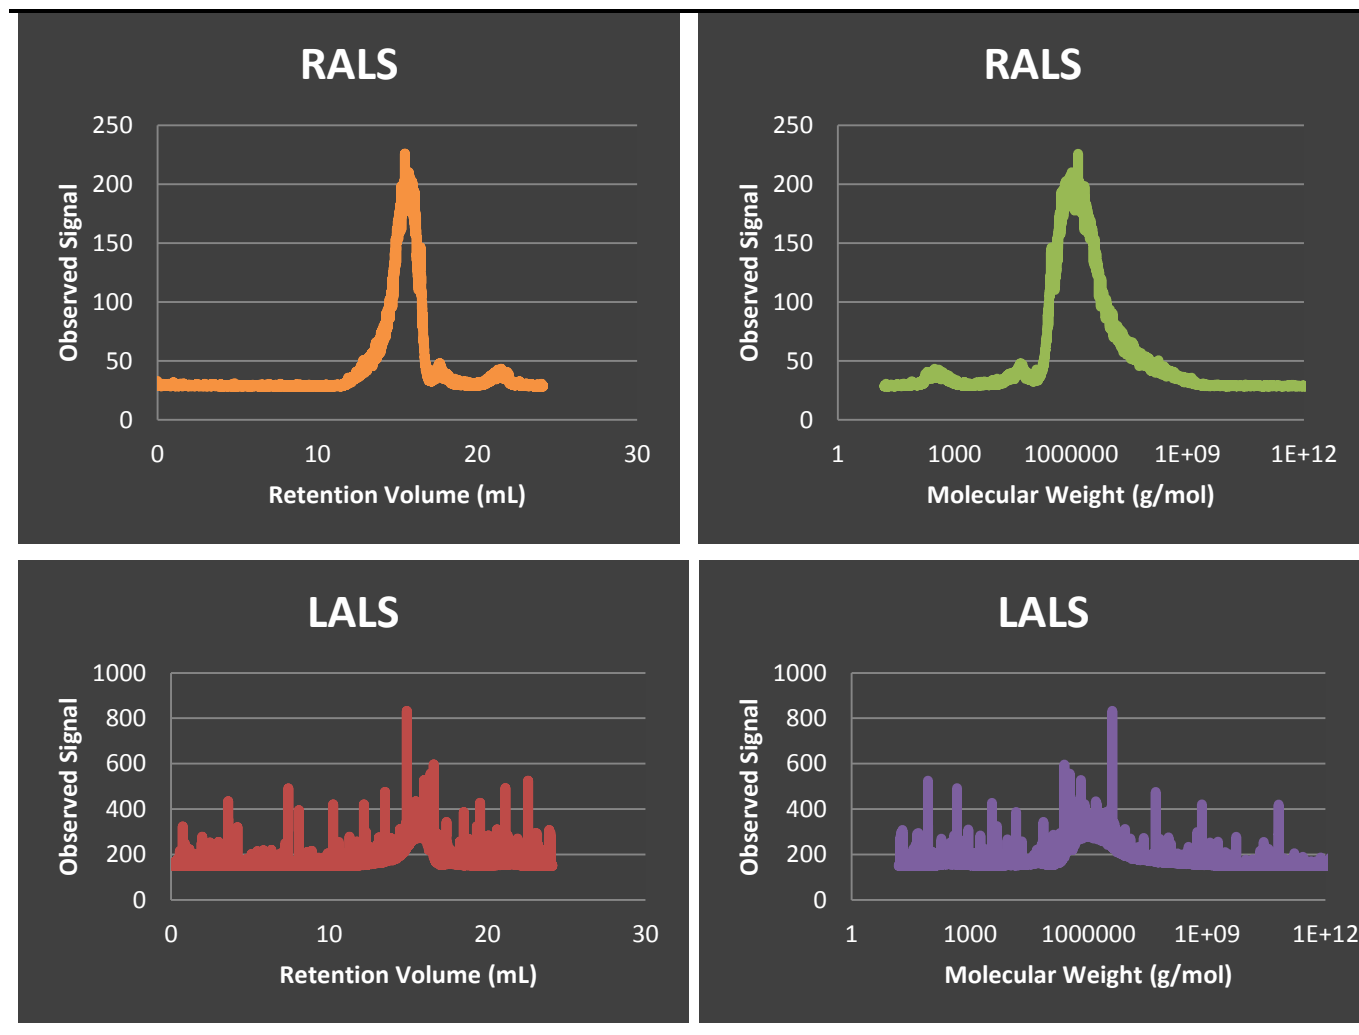 RALS
250
200
150
100
50
0
Observed Signal
0 10 20 30
Retention Volume (mL)
RALS
250
200
150
100
50
0
Observed Signal
1 1000 1000000 1E+09 1E+12
Molecular Weight (g/mol)
LALS
1000
800
600
400
200
0
Observed Signal
0 10 20 30
Retention Volume (mL)
LALS
1000
800
600
400
200
0
Observed Signal
1 1000 1000000 1E+09 1E+12
Molecular Weight (g/mol)